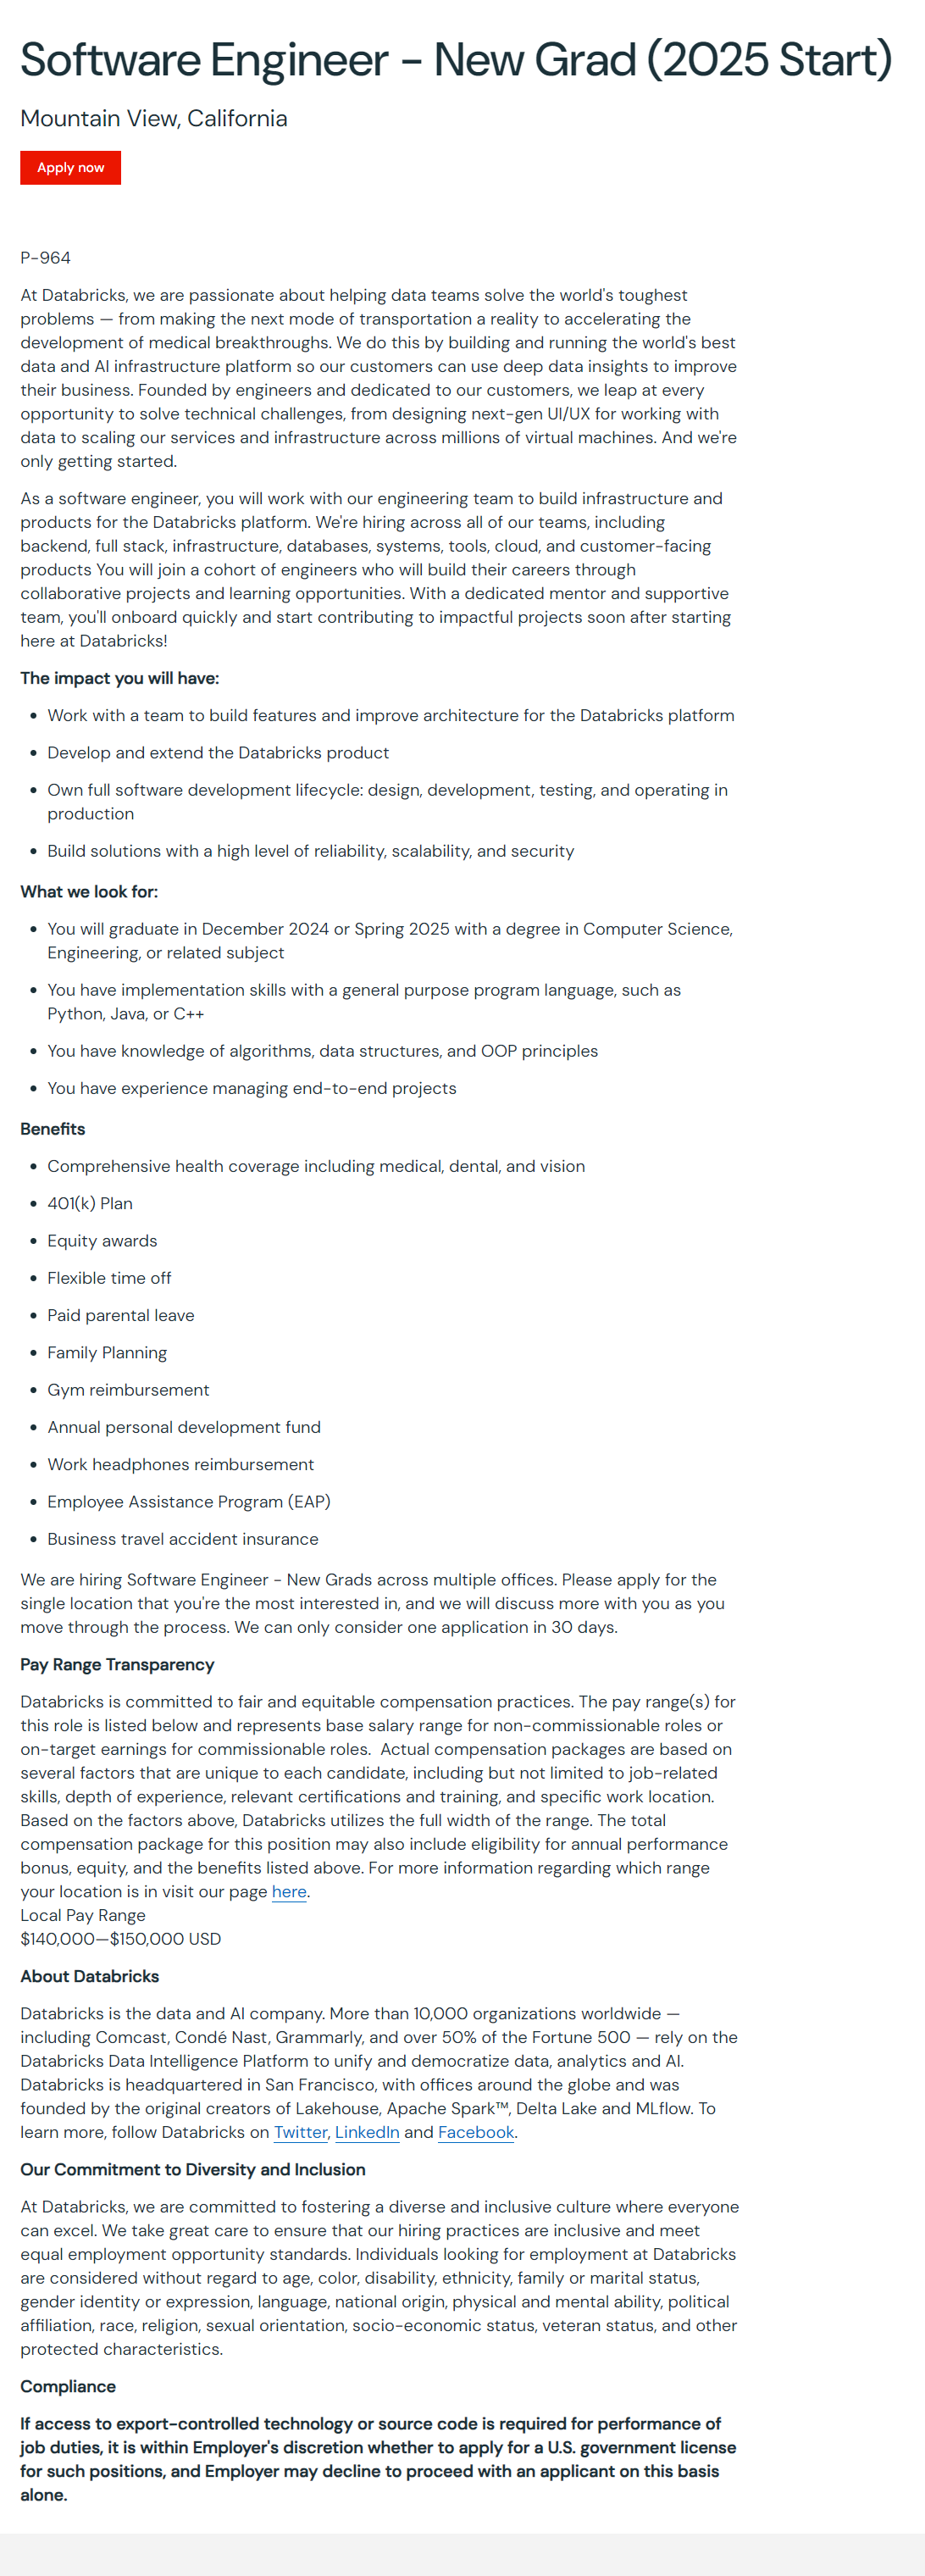 Software Engineer - New Grad (2025 Start)
Mountain View, California
Apply now
P-964
At Databricks, we are passionate about helping data teams solve the world's toughest
problems — from making the next mode of transportation a reality to accelerating the
development of medical breakthroughs. We do this by building and running the world's best
data and AI infrastructure platform so our customers can use deep data insights to improve
their business. Founded by engineers and dedicated to our customers, we leap at every
opportunity to solve technical challenges, from designing next-gen UI/UX for working with
data to scaling our services and infrastructure across millions of virtual machines. And we're
only getting started.
As a software engineer, you will work with our engineering team to build infrastructure and
products for the Databricks platform. We're hiring across all of our teams, including
backend, full stack, infrastructure, databases, systems, tools, cloud, and customer-facing
products You will join a cohort of engineers who will build their careers through
collaborative projects and learning opportunities. With a dedicated mentor and supportive
team, you'll onboard quickly and start contributing to impactful projects soon after starting
here at Databricks!
The impact you will have:
• Work with a team to build features and improve architecture for the Databricks platform
• Develop and extend the Databricks product
• Own full software development lifecycle: design, development, testing, and operating in
production
• Build solutions with a high level of reliability, scalability, and security
What we look for:
• You will graduate in December 2024 or Spring 2025 with a degree in Computer Science,
Engineering, or related subject
• You have implementation skills with a general purpose program language, such as
Python, Java, or C++
• You have knowledge of algorithms, data structures, and OOP principles
• You have experience managing end-to-end projects
Benefits
• Comprehensive health coverage including medical, dental, and vision
• 401(k) Plan
• Equity awards
• Flexible time off
• Paid parental leave
• Family Planning
• Gym reimbursement
• Annual personal development fund
• Work headphones reimbursement
• Employee Assistance Program (EAP)
• Business travel accident insurance
We are hiring Software Engineer - New Grads across multiple offices. Please apply for the
single location that you're the most interested in, and we will discuss more with you as you
move through the process. We can only consider one application in 30 days.
Pay Range Transparency
Databricks is committed to fair and equitable compensation practices. The pay range(s) for
this role is listed below and represents base salary range for non-commissionable roles or
on-target earnings for commissionable roles.  Actual compensation packages are based on
several factors that are unique to each candidate, including but not limited to job-related
skills, depth of experience, relevant certifications and training, and specific work location.
Based on the factors above, Databricks utilizes the full width of the range. The total
compensation package for this position may also include eligibility for annual performance
bonus, equity, and the benefits listed above. For more information regarding which range
your location is in visit our page here.
Local Pay Range
$140,000—$150,000 USD
About Databricks
Databricks is the data and AI company. More than 10,000 organizations worldwide —
including Comcast, Condé Nast, Grammarly, and over 50% of the Fortune 500 — rely on the
Databricks Data Intelligence Platform to unify and democratize data, analytics and AI.
Databricks is headquartered in San Francisco, with offices around the globe and was
founded by the original creators of Lakehouse, Apache Spark™, Delta Lake and MLflow. To
learn more, follow Databricks on Twitter, LinkedIn and Facebook.
Our Commitment to Diversity and Inclusion
At Databricks, we are committed to fostering a diverse and inclusive culture where everyone
can excel. We take great care to ensure that our hiring practices are inclusive and meet
equal employment opportunity standards. Individuals looking for employment at Databricks
are considered without regard to age, color, disability, ethnicity, family or marital status,
gender identity or expression, language, national origin, physical and mental ability, political
affiliation, race, religion, sexual orientation, socio-economic status, veteran status, and other
protected characteristics.
Compliance
If access to export-controlled technology or source code is required for performance of
job duties, it is within Employer's discretion whether to apply for a U.S. government license
for such positions, and Employer may decline to proceed with an applicant on this basis
alone.